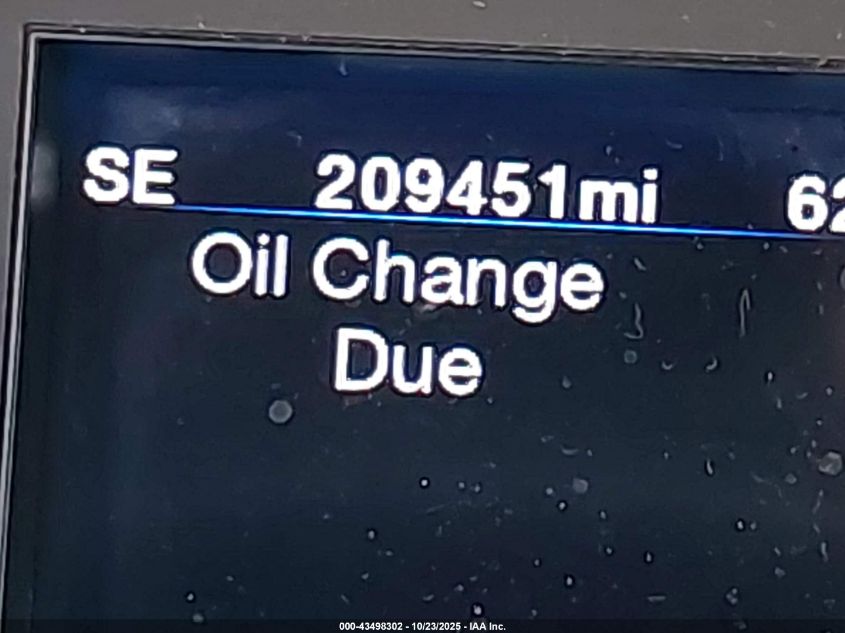 SE 209451mi 62
Oil Change
Due
000-43498302 - 10/23/2025 - IAA Inc.